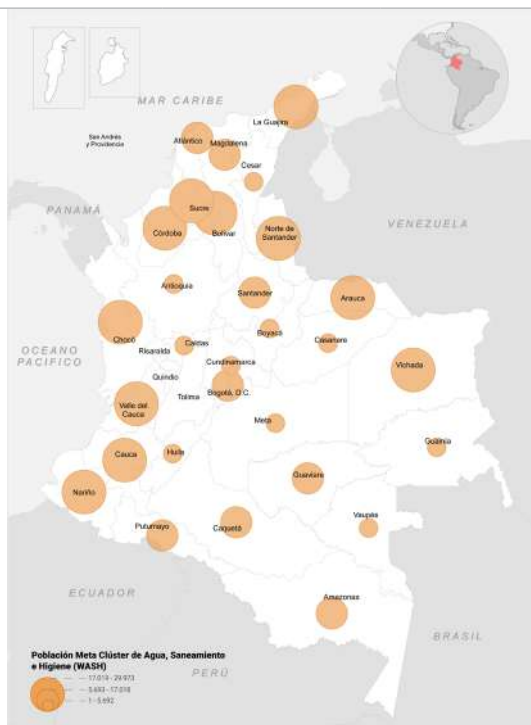 MAR CARIBE
La Guajira
San Andrés
y Providencia
Atlántico
Magdalena
Cesar
PANAMÁ
Sucre
VENEZUELA
Córdoba
Bolívar
Norte de
Santander
Antioquia
Santander
Arauca
Chocó
Boyacá
Caldas
Casanare
Risaralda
OCEANO
PACIFICO
Cundinamarca
Vichada
Quindio
Bogotá, D.C.
Tolima
Valle del
Cauca
Meta
Guainía
Cauca
Huila
Guaviare
Nariño
Vaupés
Putumayo
Caquetá
ECUADOR
Amazonas
BRASIL
Población Meta Clúster de Agua, Saneamiento
e Higiene (WASH)
PERÚ
17.019 - 29.973
5.693 - 17.018
1 - 5.692